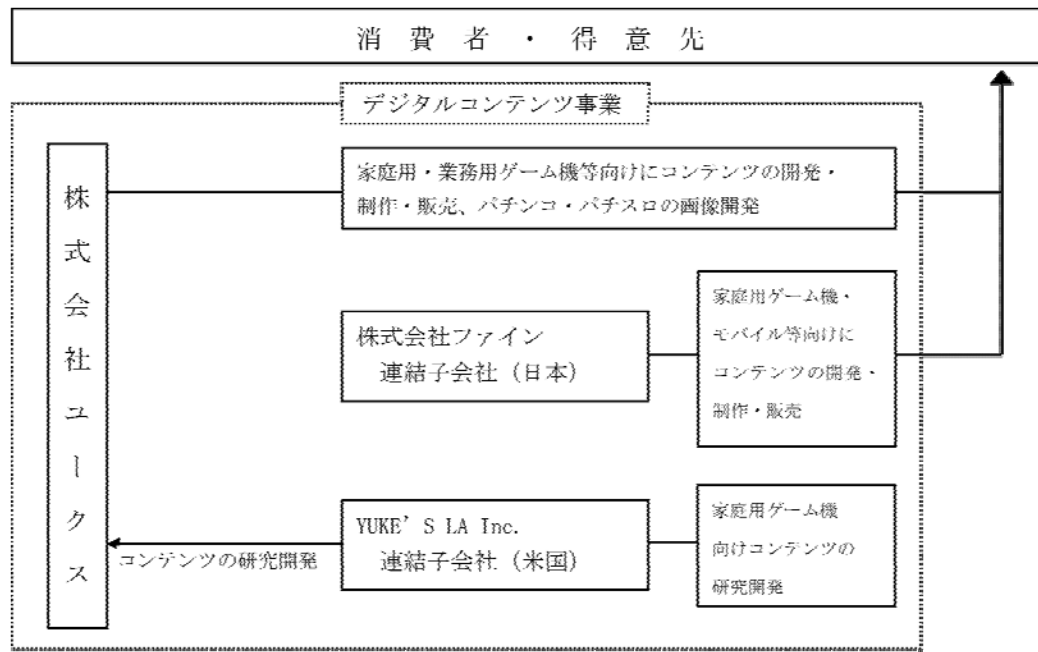 消費者・得意先
デジタルコンテンツ事業
株式会社ユークス
家庭用・業務用ゲーム機等向けにコンテンツの開発・
制作・販売、パチンコ・パチスロの画像開発
株式会社ファイン
連結子会社（日本）
家庭用ゲーム機・
モバイル等向けに
コンテンツの開発・
制作・販売
YUKE'S LA Inc.
連結子会社（米国）
家庭用ゲーム機
向けコンテンツの
研究開発
コンテンツの研究開発